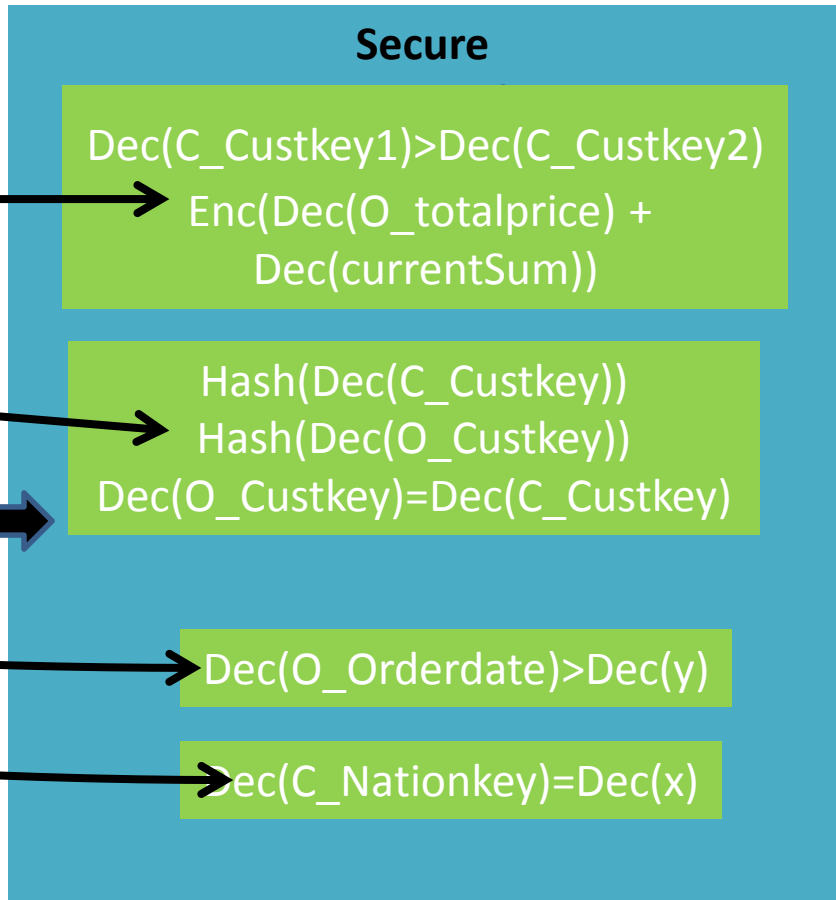 Secure
Dec(C_Custkey1)>Dec(C_Custkey2)
Enc(Dec(O_totalprice) +
Dec(currentSum))
Hash(Dec(C_Custkey))
Hash(Dec(O_Custkey))
Dec(O_Custkey)=Dec(C_Custkey)
Dec(O_Orderdate)>Dec(y)
Dec(C_Nationkey)=Dec(x)